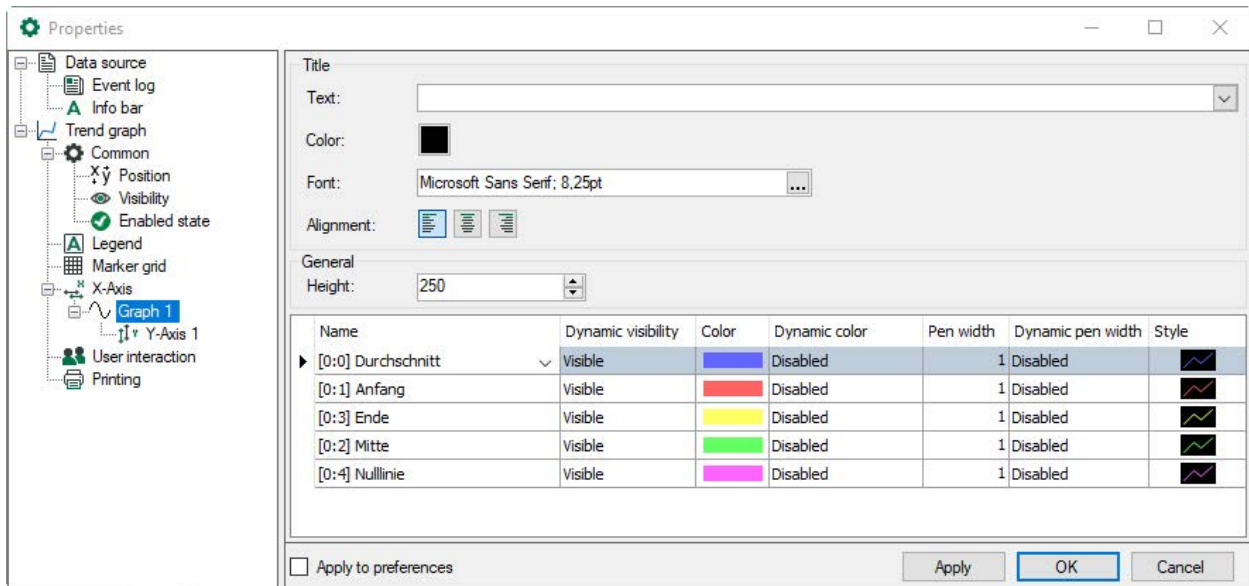 Properties
Data source
Event log
A Info bar
Trend graph
Common
Position
Visibility
Enabled state
A Legend
Marker grid
X-Axis
Graph 1
Y-Axis 1
User interaction
Printing
Title
Text:
Color:
Font: Microsoft Sans Serif; 8,25pt ...
Alignment:
General
Height: 250
Name Dynamic visibility Color Dynamic color Pen width Dynamic pen width Style
[0:0] Durchschnitt Visible Disabled 1 Disabled
[0:1] Anfang Visible Disabled 1 Disabled
[0:3] Ende Visible Disabled 1 Disabled
[0:2] Mitte Visible Disabled 1 Disabled
[0:4] Nulllinie Visible Disabled 1 Disabled
Apply to preferences Apply OK Cancel